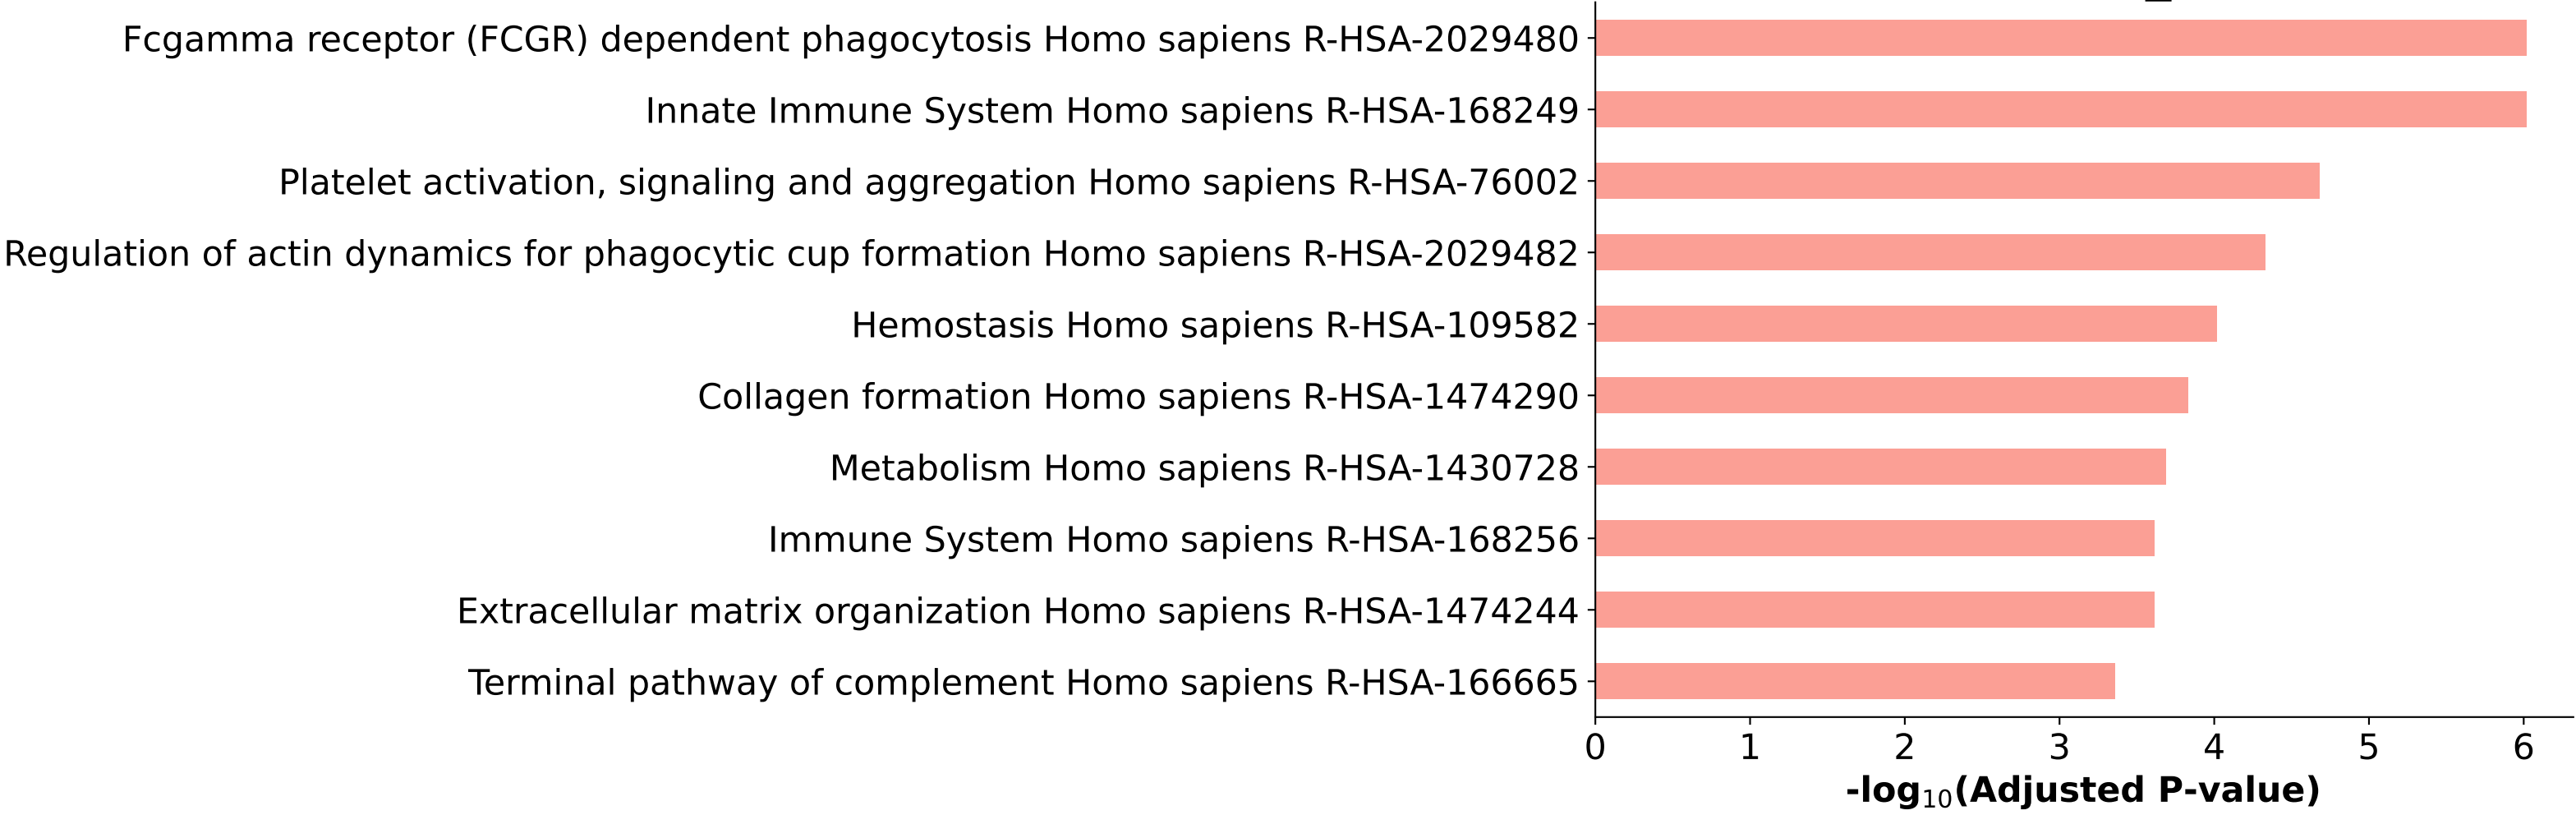 Fcgamma receptor (FCGR) dependent phagocytosis Homo sapiens R-HSA-2029480
Innate Immune System Homo sapiens R-HSA-168249
Platelet activation, signaling and aggregation Homo sapiens R-HSA-76002
Regulation of actin dynamics for phagocytic cup formation Homo sapiens R-HSA-2029482
Hemostasis Homo sapiens R-HSA-109582
Collagen formation Homo sapiens R-HSA-1474290
Metabolism Homo sapiens R-HSA-1430728
Immune System Homo sapiens R-HSA-168256
Extracellular matrix organization Homo sapiens R-HSA-1474244
Terminal pathway of complement Homo sapiens R-HSA-166665
0 1 2 3 4 5 6
-log₁₀(Adjusted P-value)